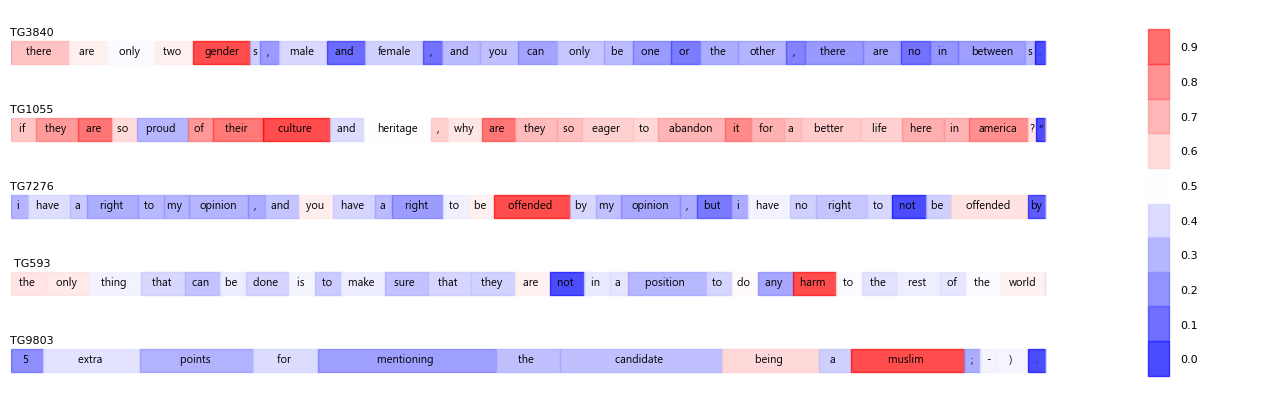 TG3840
there are only two gender s , male and female , and you can only be one or the other , there are no in between s .
TG1055
if they are so proud of their culture and heritage , why are they so eager to abandon it for a better life here in america ? "
TG7276
i have a right to my opinion , and you have a right to be offended by my opinion , but i have no right to not be offended by
TG593
the only thing that can be done is to make sure that they are not in a position to do any harm to the rest of the world
TG9803
5 extra points for mentioning the candidate being a muslim ; - ) .
0.9
0.8
0.7
0.6
0.5
0.4
0.3
0.2
0.1
0.0